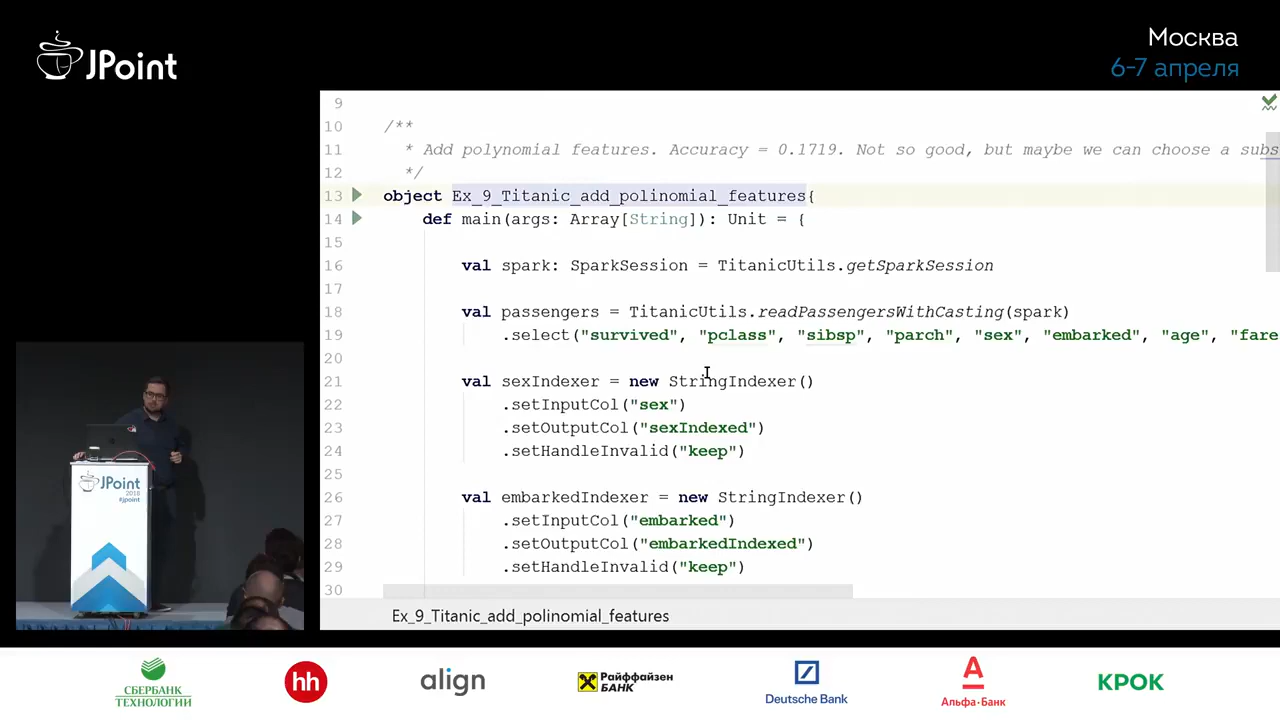 JPoint
Москва
6-7 апреля
9
10 /**
11 * Add polynomial features. Accuracy = 0.1719. Not so good, but maybe we can choose a subs
12 */
13 object Ex_9_Titanic_add_polinomial_features{
14 def main(args: Array[String]): Unit = {
15
16 val spark: SparkSession = TitanicUtils.getSparkSession
17
18 val passengers = TitanicUtils.readPassengersWithCasting(spark)
19 .select("survived", "pclass", "sibsp", "parch", "sex", "embarked", "age", "fare
20
21 val sexIndexer = new StringIndexer()
22 .setInputCol("sex")
23 .setOutputCol("sexIndexed")
24 .setHandleInvalid("keep")
25
26 val embarkedIndexer = new StringIndexer()
27 .setInputCol("embarked")
28 .setOutputCol("embarkedIndexed")
29 .setHandleInvalid("keep")
30
Ex_9_Titanic_add_polinomial_features
JPoint
2018
#jpoint
СБЕРБАНК
ТЕХНОЛОГИИ
hh
align
Райффайзен
БАНК
Deutsche Bank
А
Альфа·Банк
КРОК